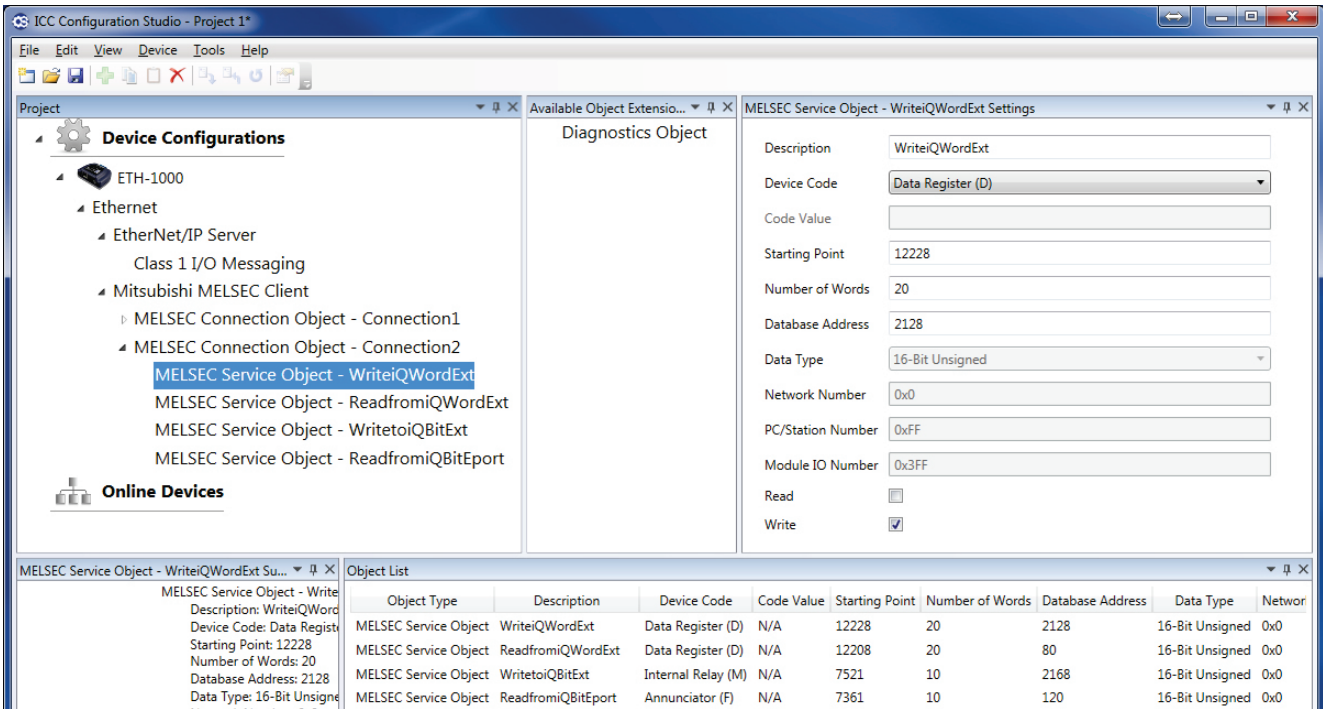 ICC Configuration Studio - Project 1*
File Edit View Device Tools Help
Project
Device Configurations
ETH-1000
Ethernet
EtherNet/IP Server
Class 1 I/O Messaging
Mitsubishi MELSEC Client
MELSEC Connection Object - Connection1
MELSEC Connection Object - Connection2
MELSEC Service Object - WriteiQWordExt
MELSEC Service Object - ReadfromiQWordExt
MELSEC Service Object - WritetoiQBitExt
MELSEC Service Object - ReadfromiQBitEport
Online Devices
Available Object Extensio...
Diagnostics Object
MELSEC Service Object - WriteiQWordExt Settings
Description WriteiQWordExt
Device Code Data Register (D)
Code Value
Starting Point 12228
Number of Words 20
Database Address 2128
Data Type 16-Bit Unsigned
Network Number 0x0
PC/Station Number 0xFF
Module IO Number 0x3FF
Read
Write
MELSEC Service Object - WriteiQWordExt Su...
MELSEC Service Object - Write
Description: WriteiQWord
Device Code: Data Registe
Starting Point: 12228
Number of Words: 20
Database Address: 2128
Data Type: 16-Bit Unsigne
Object List
Object Type Description Device Code Code Value Starting Point Number of Words Database Address Data Type Networ
MELSEC Service Object WriteiQWordExt Data Register (D) N/A 12228 20 2128 16-Bit Unsigned 0x0
MELSEC Service Object ReadfromiQWordExt Data Register (D) N/A 12208 20 80 16-Bit Unsigned 0x0
MELSEC Service Object WritetoiQBitExt Internal Relay (M) N/A 7521 10 2168 16-Bit Unsigned 0x0
MELSEC Service Object ReadfromiQBitEport Annunciator (F) N/A 7361 10 120 16-Bit Unsigned 0x0